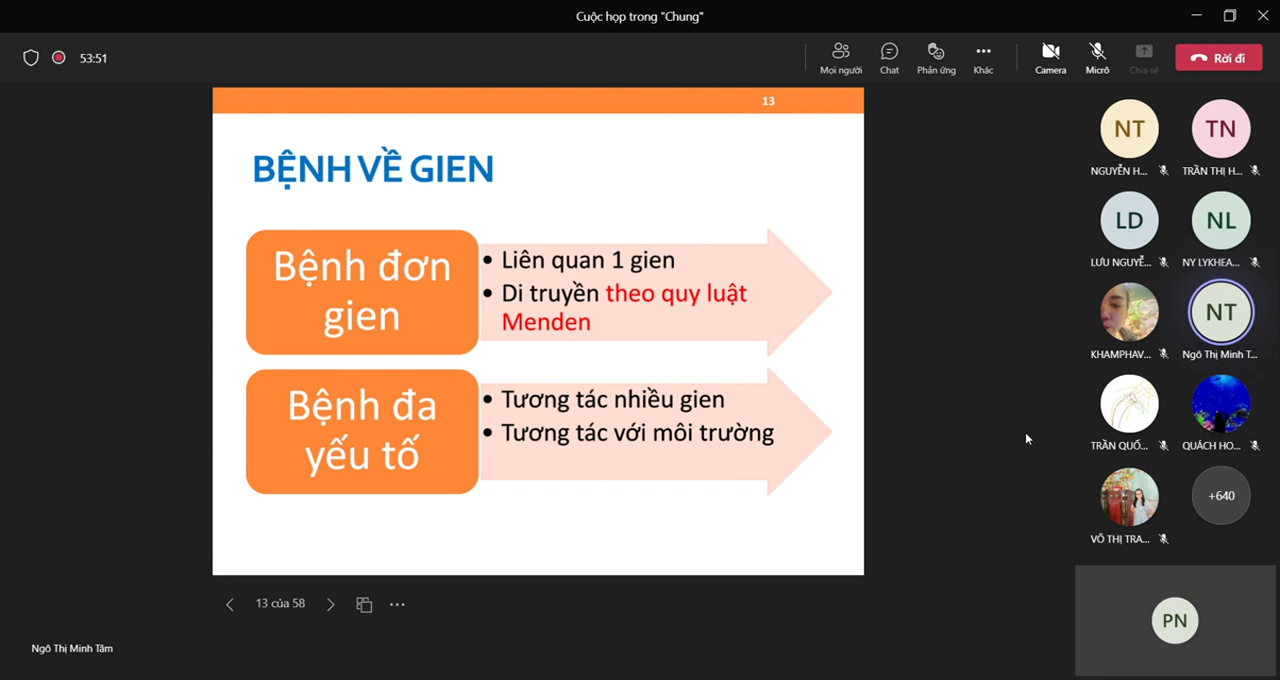 Cuộc họp trong "Chung"
53:51
Mọi người
Chat
Phản ứng
Khác
Camera
Micrô
Chia sẻ
Rời đi
13
BỆNH VỀ GIEN
Bệnh đơn
gien
• Liên quan 1 gien
• Di truyền theo quy luật
Menden
Bệnh đa
yếu tố
• Tương tác nhiều gien
• Tương tác với môi trường
13 của 58
Ngô Thị Minh Tâm
NT
TN
NGUYỄN H...
TRẦN THỊ H...
LD
NL
LƯU NGUYỄ...
NY LYKHEA...
NT
KHAMPHAV...
Ngô Thị Minh T...
TRẦN QUỐ...
QUÁCH HO...
+640
VÕ THỊ TRA...
PN